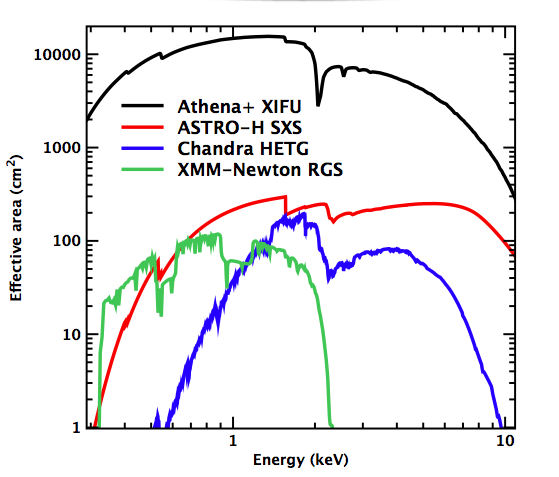 10000
1000
100
10
1
Effective area (cm²)
Athena+ XIFU
ASTRO-H SXS
Chandra HETG
XMM-Newton RGS
1
10
Energy (keV)